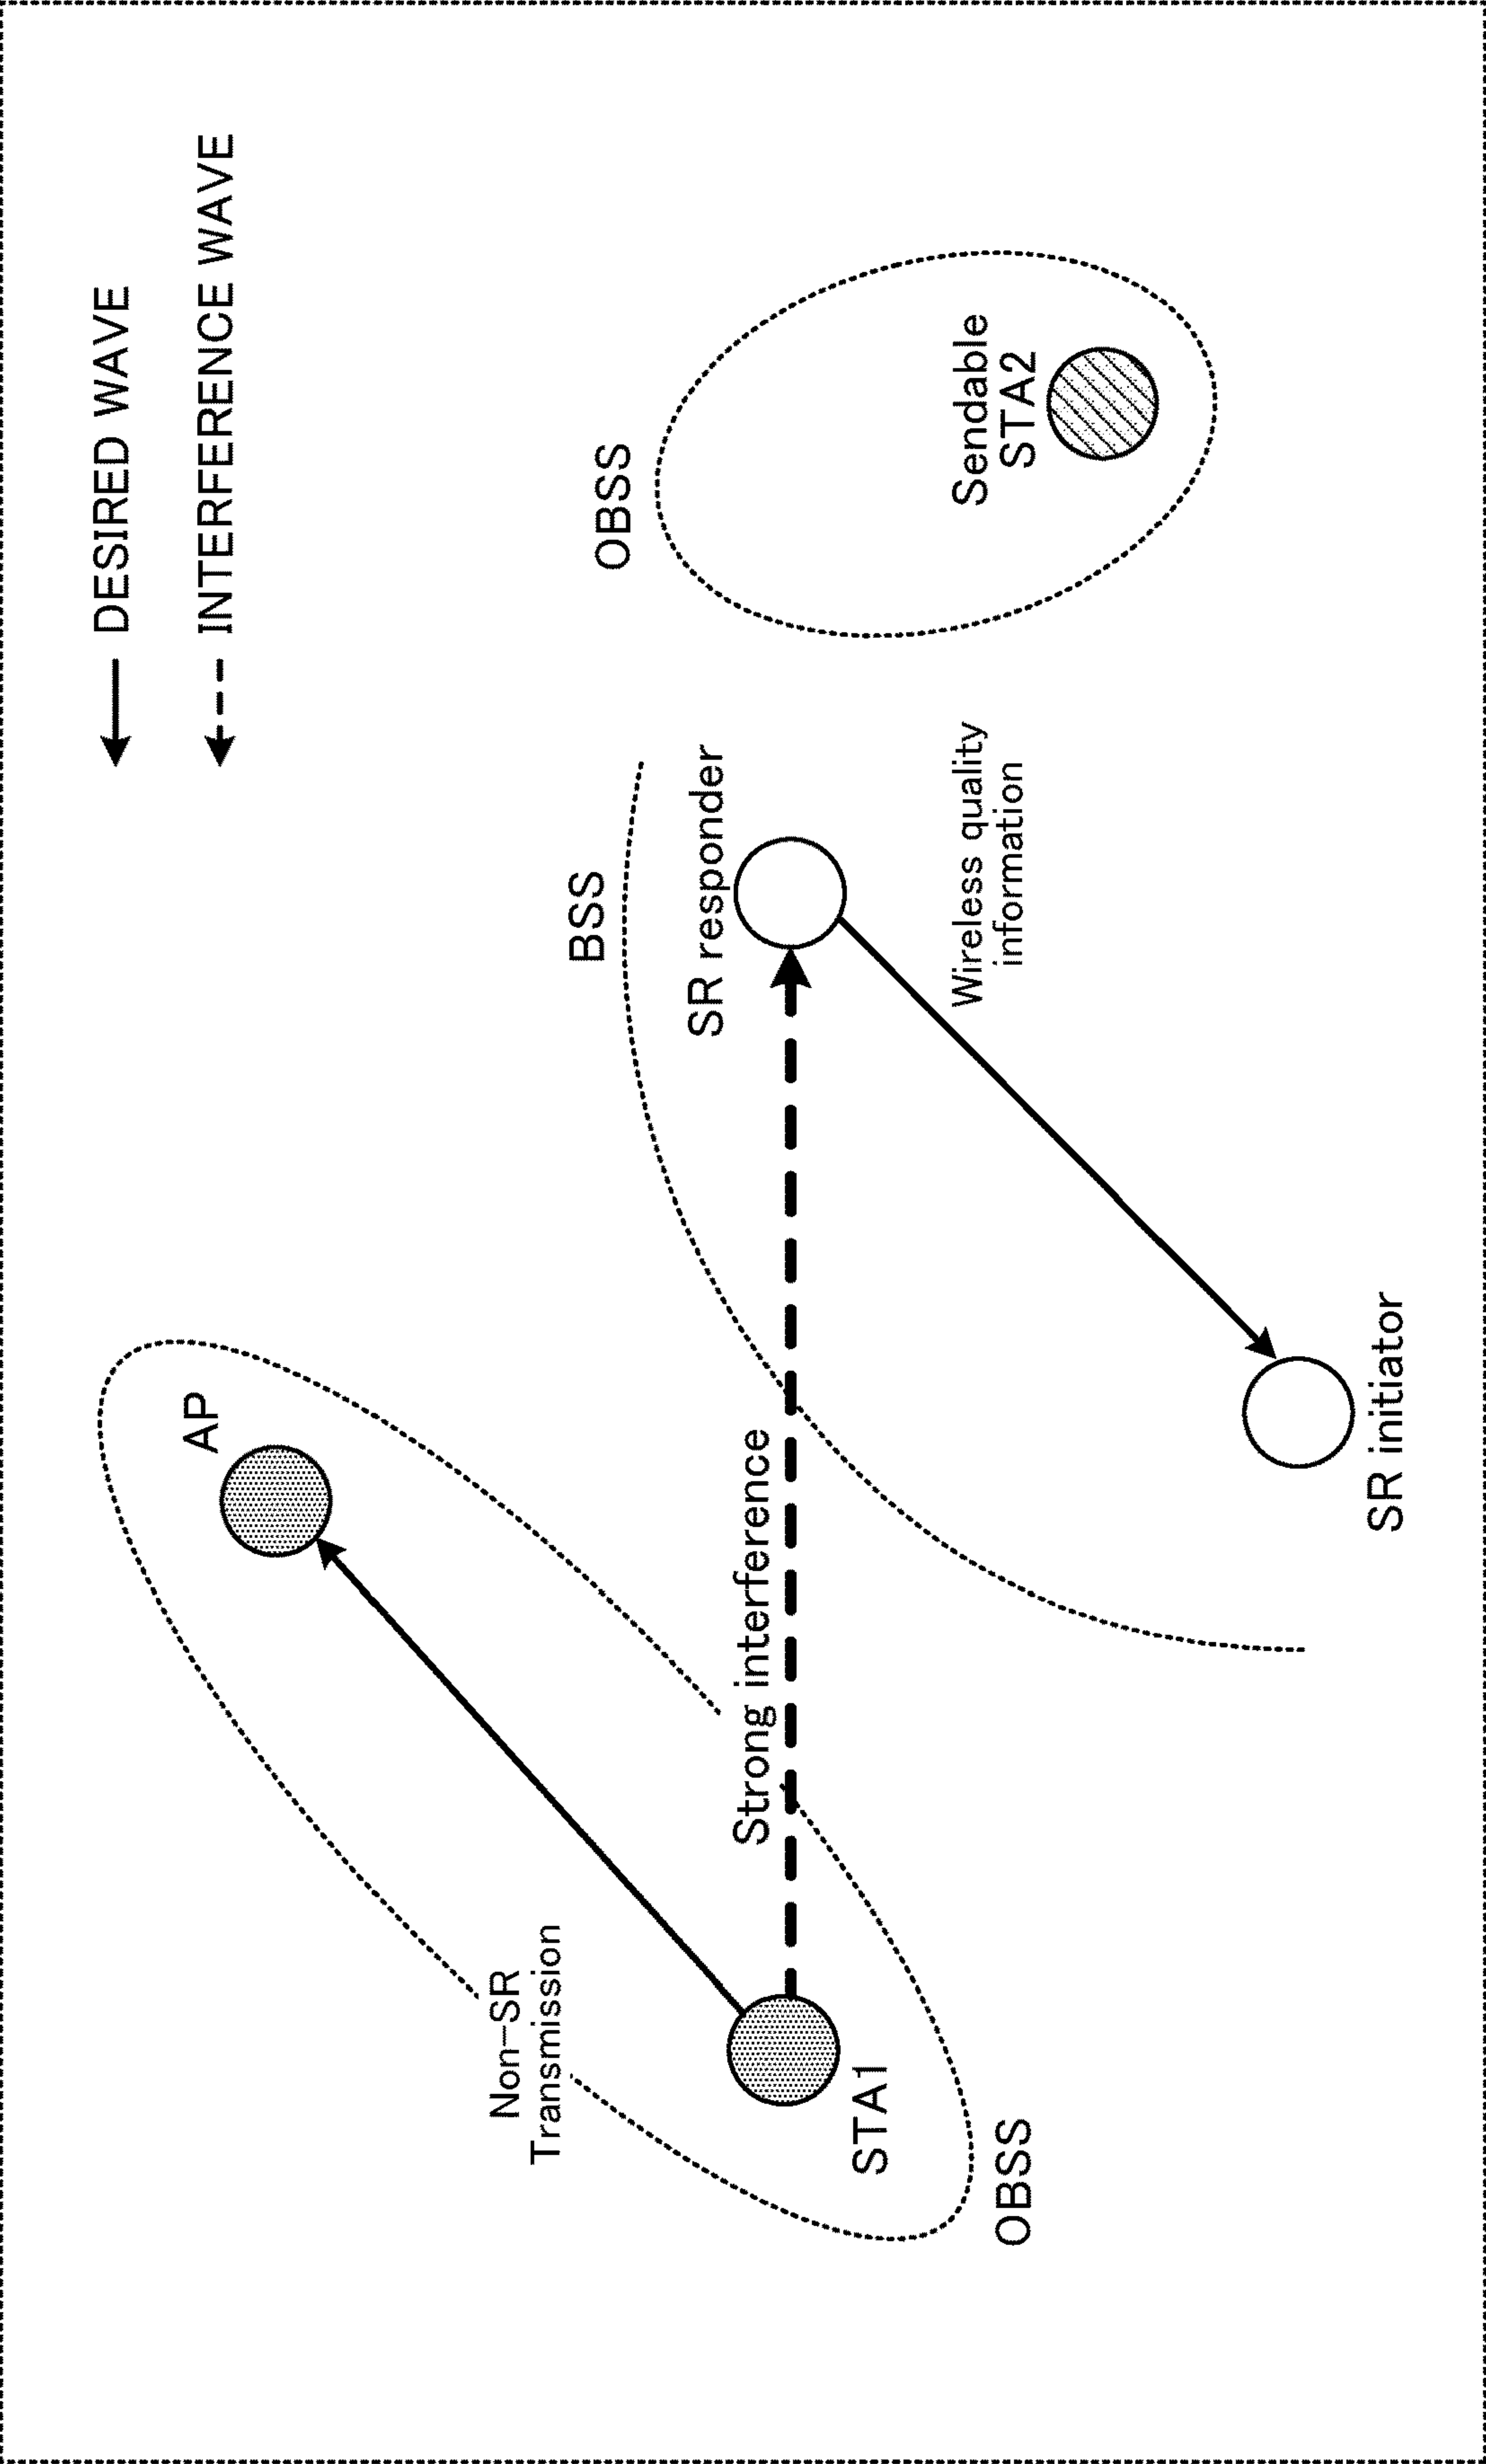 DESIRED WAVE
INTERFERENCE WAVE
AP
Non-SR
Transmission
STA1
OBSS
Strong interference
BSS
SR responder
Wireless quality
information
SR initiator
OBSS
Sendable
STA2